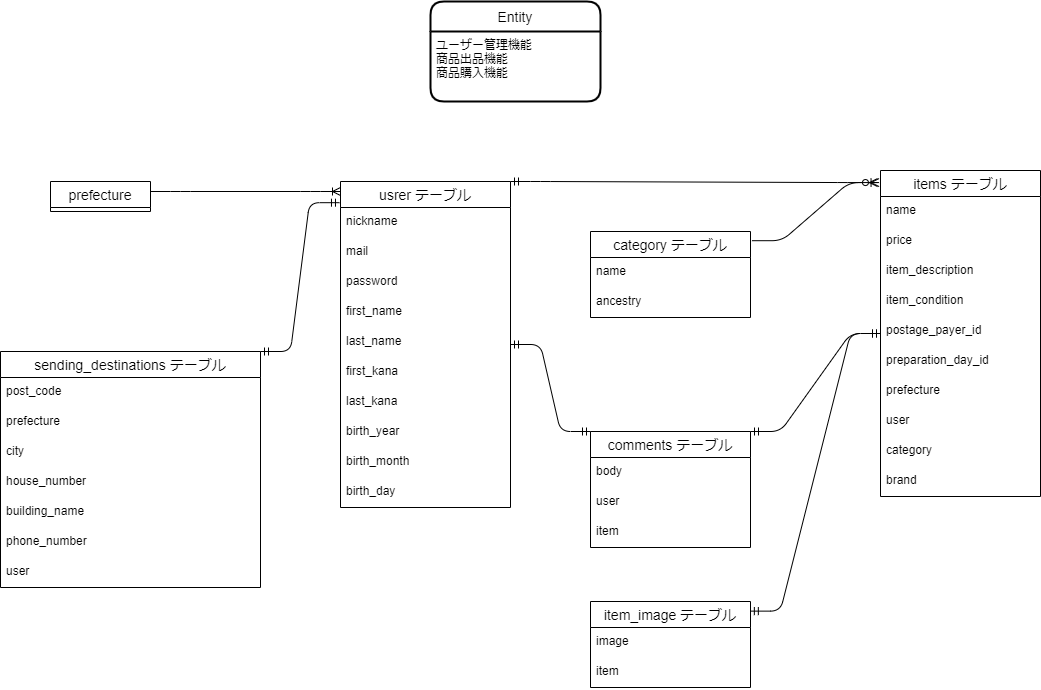 Entity
ユーザー管理機能
商品出品機能
商品購入機能
prefecture
usrer テーブル
nickname
mail
password
first_name
last_name
first_kana
last_kana
birth_year
birth_month
birth_day
items テーブル
name
price
item_description
item_condition
postage_payer_id
preparation_day_id
prefecture
user
category
brand
category テーブル
name
ancestry
sending_destinations テーブル
post_code
prefecture
city
house_number
building_name
phone_number
user
comments テーブル
body
user
item
item_image テーブル
image
item